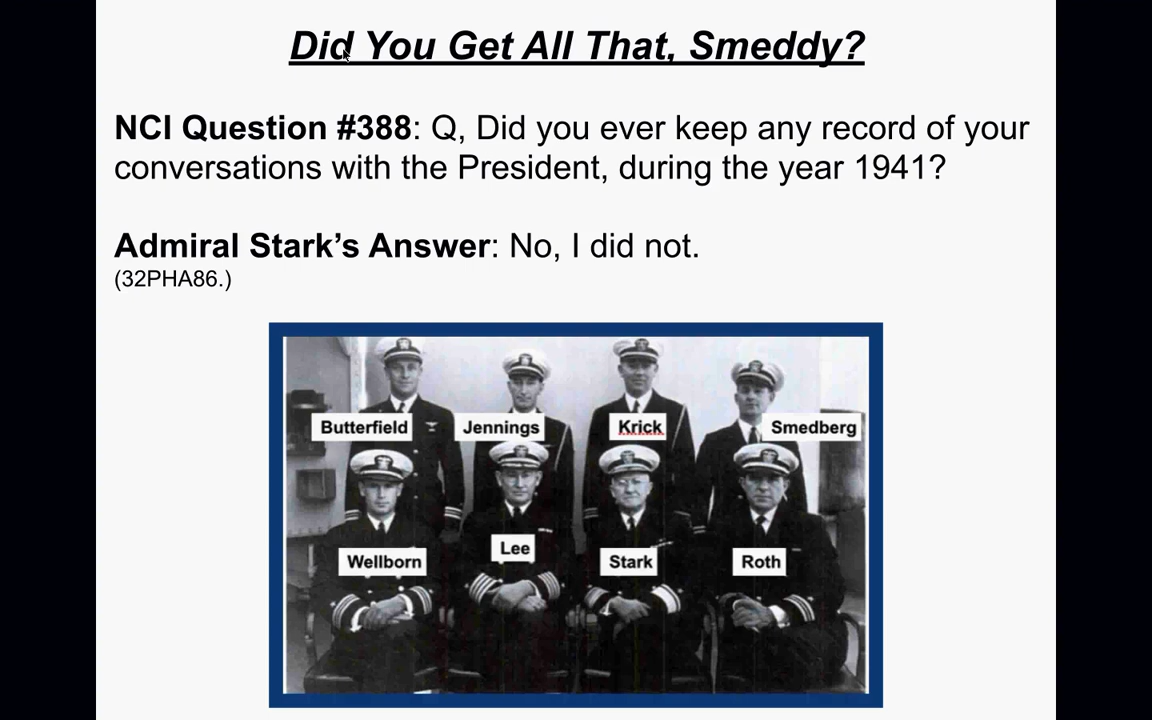 Did You Get All That, Smeddy?
NCI Question #388: Q, Did you ever keep any record of your
conversations with the President, during the year 1941?
Admiral Stark’s Answer: No, I did not.
(32PHA86.)
Butterfield
Jennings
Krick
Smedberg
Wellborn
Lee
Stark
Roth